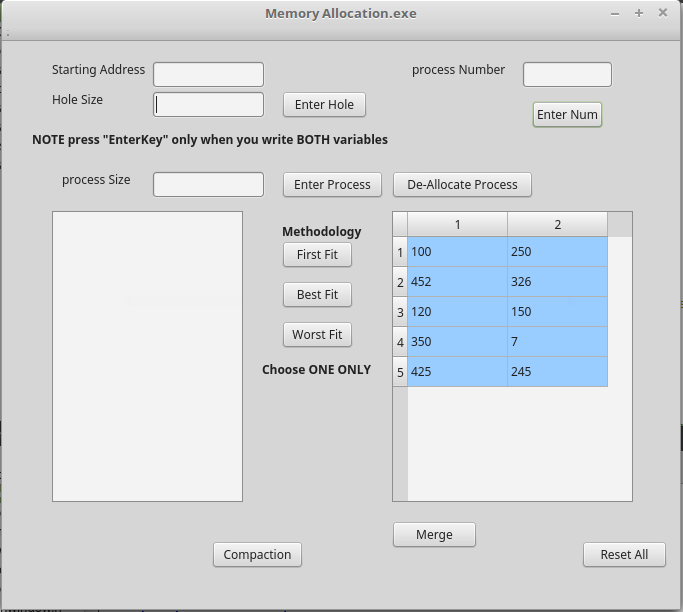 Memory Allocation.exe
Starting Address
process Number
Hole Size
Enter Hole
Enter Num
NOTE press "EnterKey" only when you write BOTH variables
process Size
Enter Process
De-Allocate Process
Methodology
First Fit
Best Fit
Worst Fit
Choose ONE ONLY
1 2
1 100 250
2 452 326
3 120 150
4 350 7
5 425 245
Merge
Compaction
Reset All